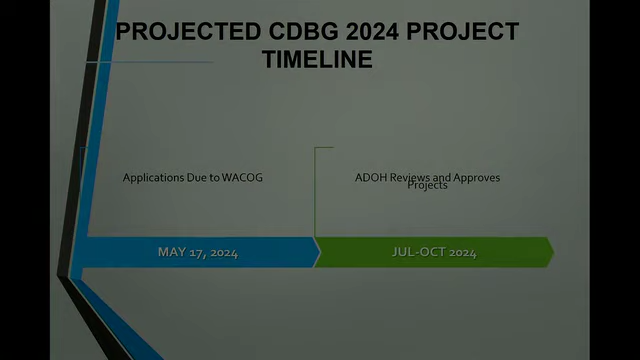 PROJECTED CDBG 2024 PROJECT
TIMELINE
Applications Due to WACOG
ADOH Reviews and Approves
Projects
MAY 17, 2024
JUL-OCT 2024